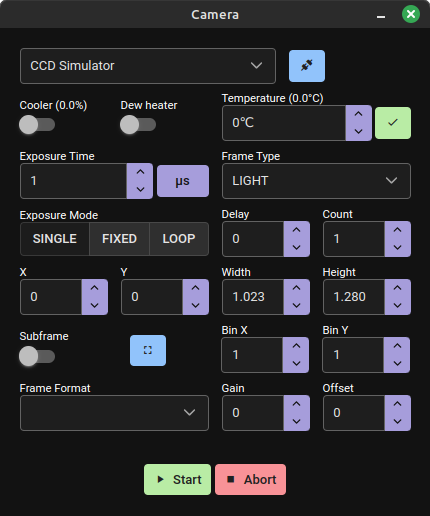 Camera
CCD Simulator
Cooler (0.0%) Dew heater Temperature (0.0°C)
0°C
Exposure Time Frame Type
1 µs LIGHT
Exposure Mode Delay Count
SINGLE FIXED LOOP 0 1
X Y Width Height
0 0 1.023 1.280
Subframe Bin X Bin Y
1 1
Frame Format Gain Offset
0 0
Start Abort